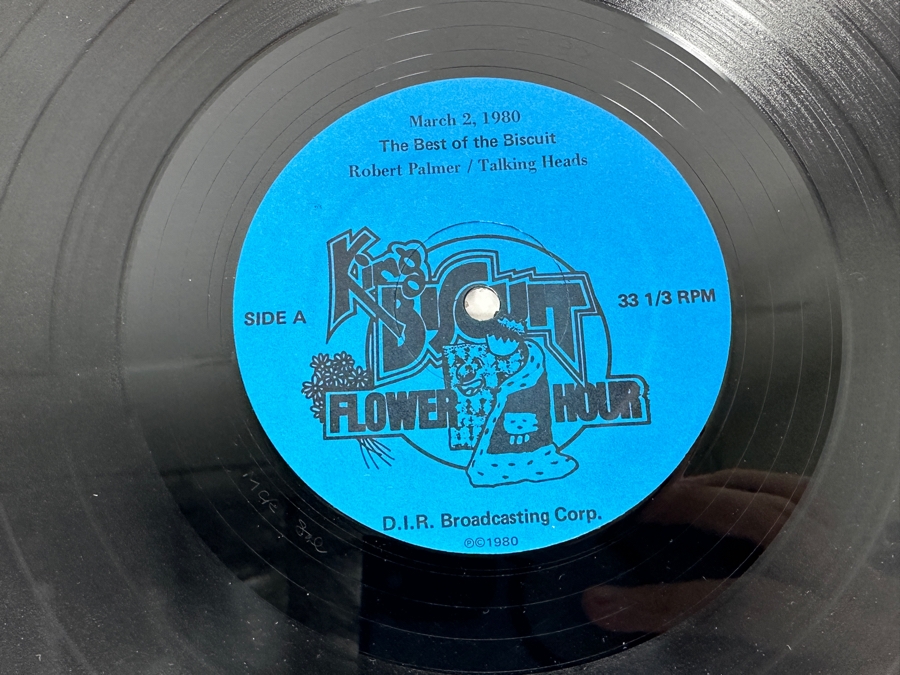 March 2, 1980
The Best of the Biscuit
Robert Palmer / Talking Heads
King
BISCUIT
SIDE A
33 1/3 RPM
FLOWER HOUR
D.I.R. Broadcasting Corp.
℗©1980